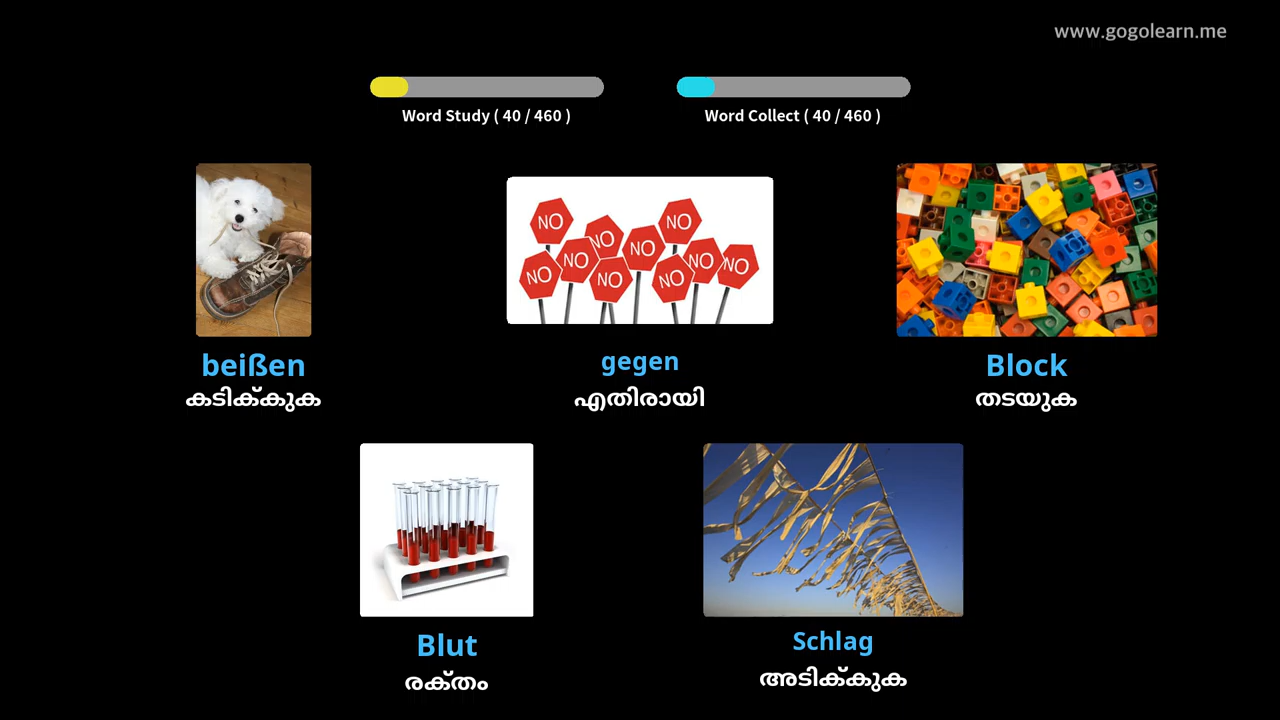 www.gogolearn.me
Word Study ( 40 / 460 )
Word Collect ( 40 / 460 )
NO
NO
NO
NO
NO
NO
NO
NO
NO
NO
beißen
കടിക്കുക
gegen
എതിരായി
Block
തടയുക
Blut
രക്തം
Schlag
അടിക്കുക